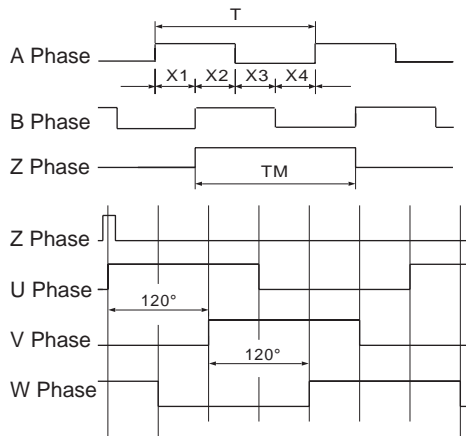 T
A Phase
X1 X2 X3 X4
B Phase
Z Phase
TM
Z Phase
U Phase
120°
V Phase
120°
W Phase